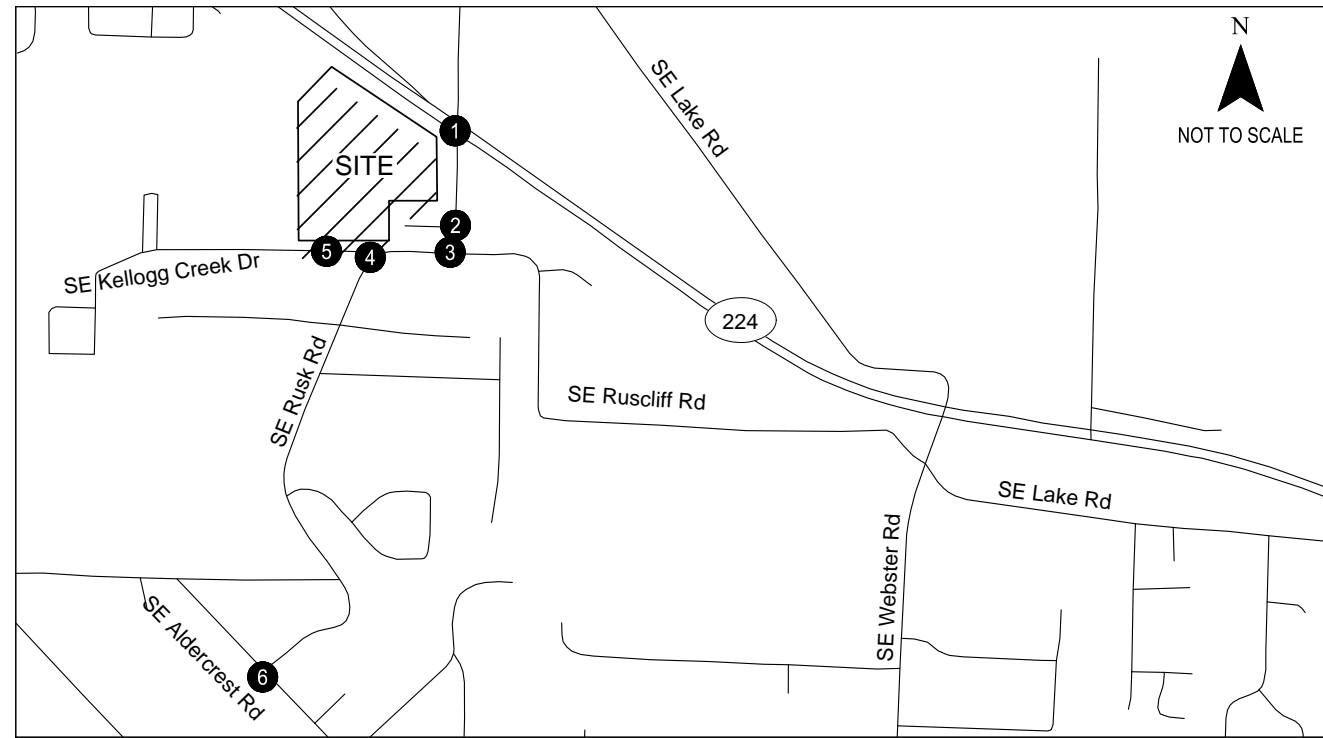 N
NOT TO SCALE
SE Lake Rd
1
SITE
2
5
4
3
SE Kellogg Creek Dr
224
SE Rusk Rd
SE Ruscliff Rd
SE Lake Rd
SE Webster Rd
SE Aldercrest Rd
6